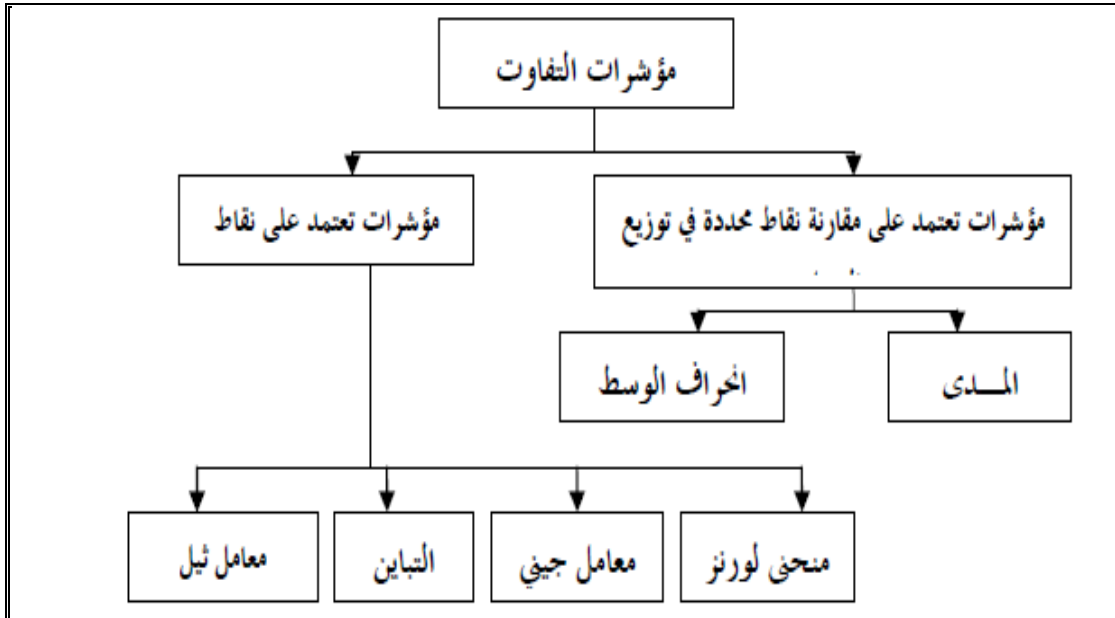 مؤشرات التفاوت
مؤشرات تعتمد على مقارنة نقاط محددة في توزيع
مؤشرات تعتمد على نقاط
المــدى
انحراف الوسط
منحنى لورنز
معامل جيني
التباين
معامل ثيل